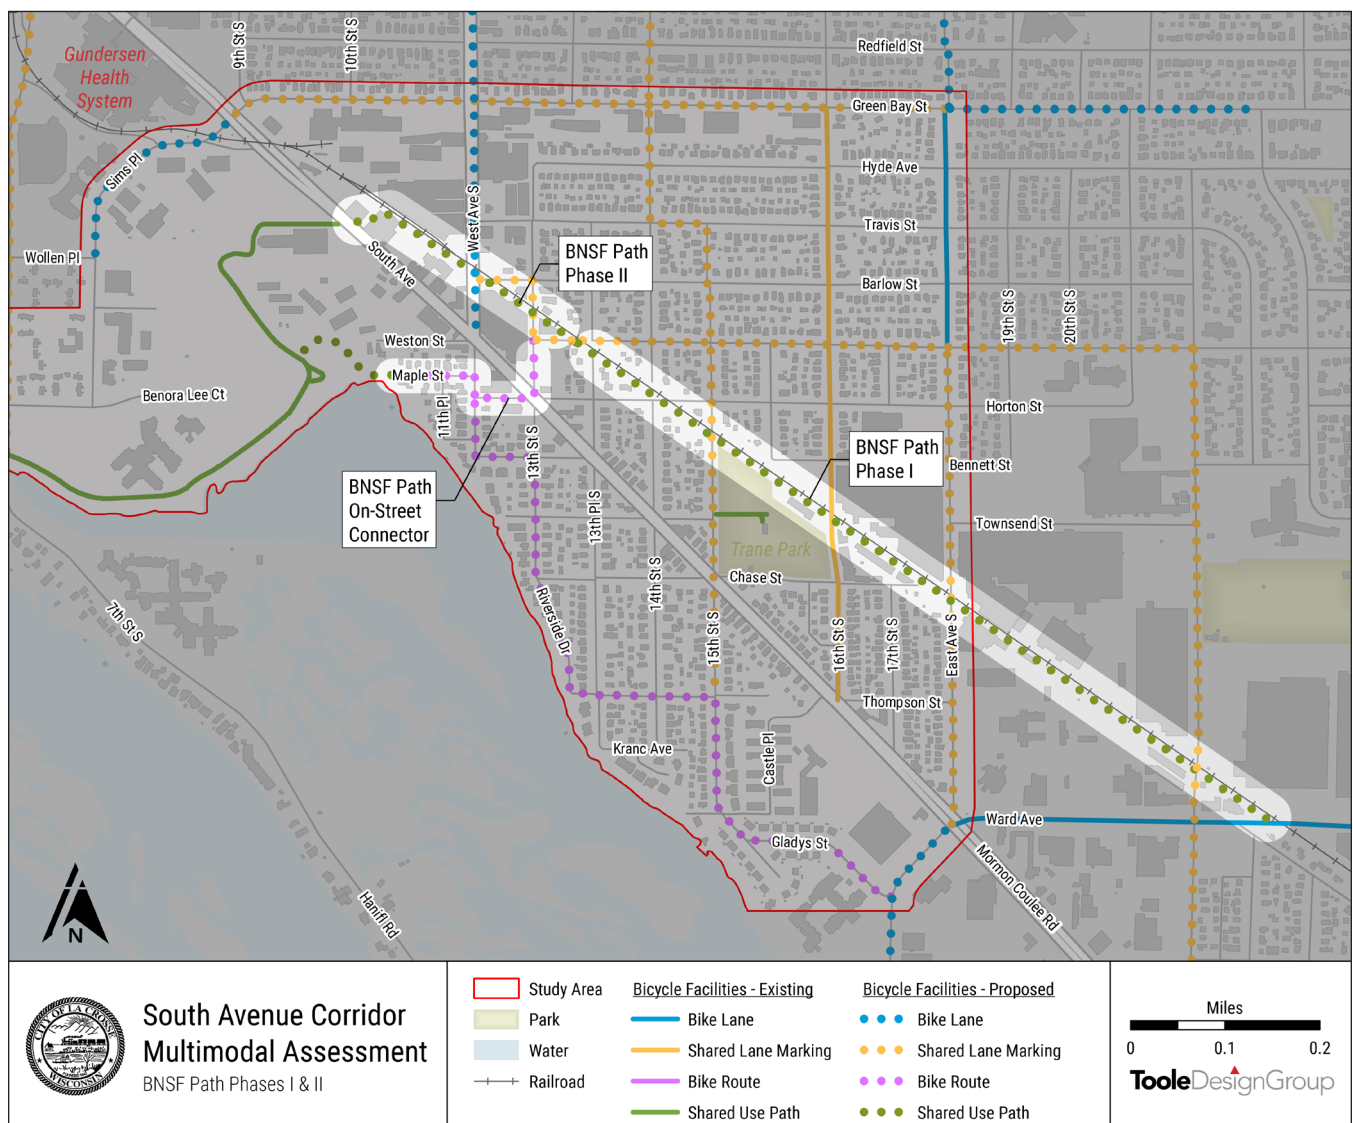 Gundersen
Health
System
9th St S
10th St S
Redfield St
Green Bay St
Sims Pl
Hyde Ave
West Ave S
Travis St
Wollen Pl
South Ave
BNSF Path
Phase II
Barlow St
19th St S
20th St S
Weston St
Maple St
Benora Lee Ct
11th Pl
Horton St
13th St S
BNSF Path
Phase I
Bennett St
BNSF Path
On-Street
Connector
13th Pl S
Townsend St
Trane Park
14th St S
Chase St
7th St S
Riverside Dr
15th St S
16th St S
17th St S
East Ave S
Thompson St
Kranc Ave
Castle Pl
Ward Ave
Gladys St
Mormon Coulee Rd
Hanifl Rd
N
CITY OF LA CROSSE
WISCONSIN
South Avenue Corridor
Multimodal Assessment
BNSF Path Phases I & II
Study Area
Park
Water
Railroad
Bicycle Facilities - Existing
Bike Lane
Shared Lane Marking
Bike Route
Shared Use Path
Bicycle Facilities - Proposed
Bike Lane
Shared Lane Marking
Bike Route
Shared Use Path
Miles
0 0.1 0.2
TooleDesignGroup